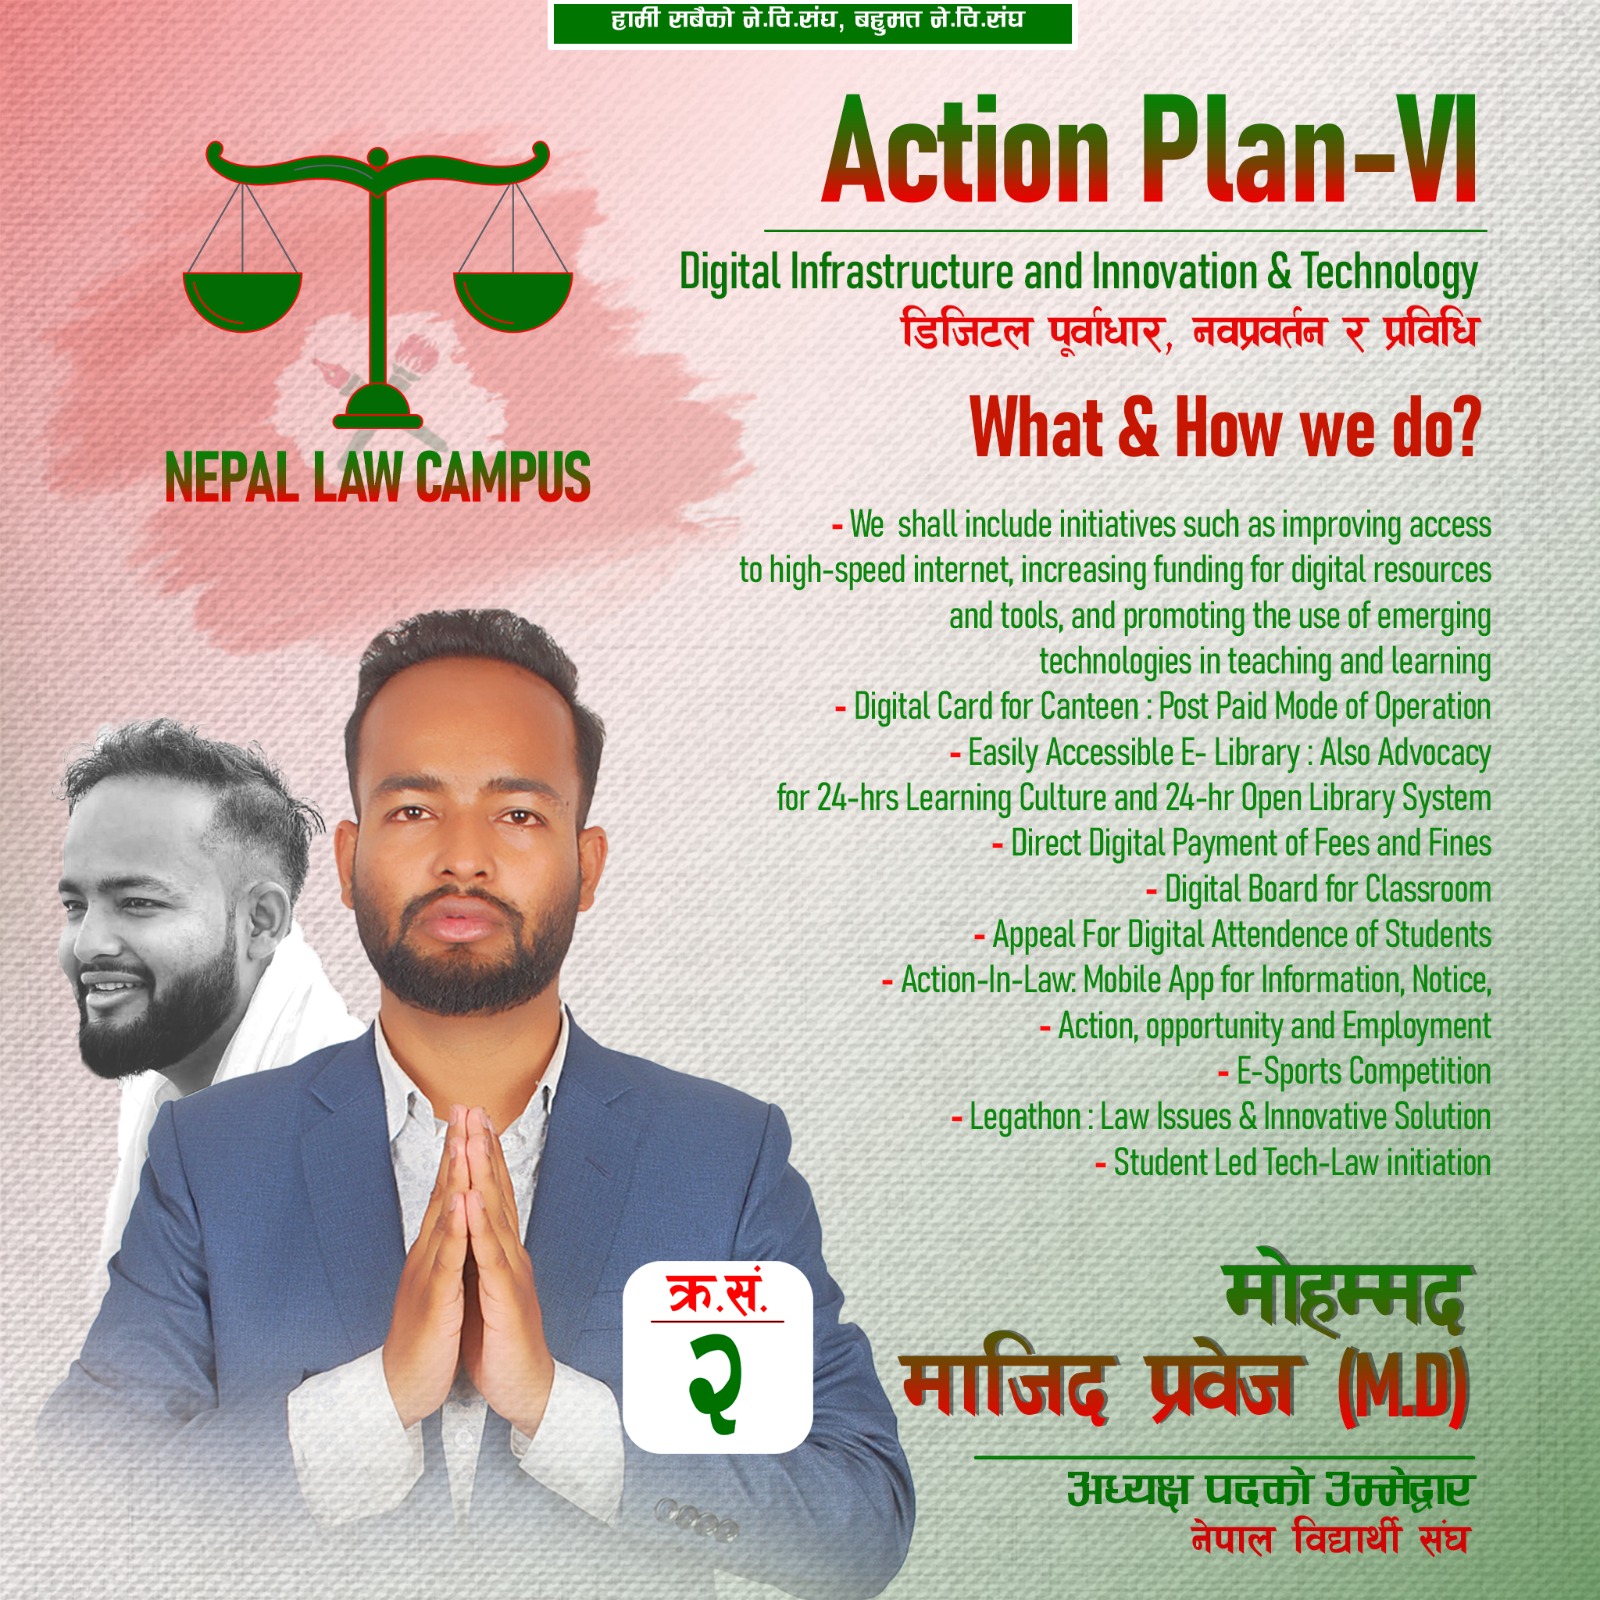 हामी सबैको ने.वि.संघ, बहुमत ने.वि.संघ
Action Plan-VI
Digital Infrastructure and Innovation & Technology
डिजिटल पूर्वाधार, नवप्रवर्तन र प्रविधि
What & How we do?
NEPAL LAW CAMPUS
- We shall include initiatives such as improving access
to high-speed internet, increasing funding for digital resources
and tools, and promoting the use of emerging
technologies in teaching and learning
- Digital Card for Canteen : Post Paid Mode of Operation
- Easily Accessible E- Library : Also Advocacy
for 24-hrs Learning Culture and 24-hr Open Library System
- Direct Digital Payment of Fees and Fines
- Digital Board for Classroom
- Appeal For Digital Attendence of Students
- Action-In-Law: Mobile App for Information, Notice,
- Action, opportunity and Employment
- E-Sports Competition
- Legathon : Law Issues & Innovative Solution
- Student Led Tech-Law initiation
क्र.सं.
२
मोहम्मद
माजिद प्रवेज (M.D)
अध्यक्ष पदको उम्मेद्वार
नेपाल विद्यार्थी संघ